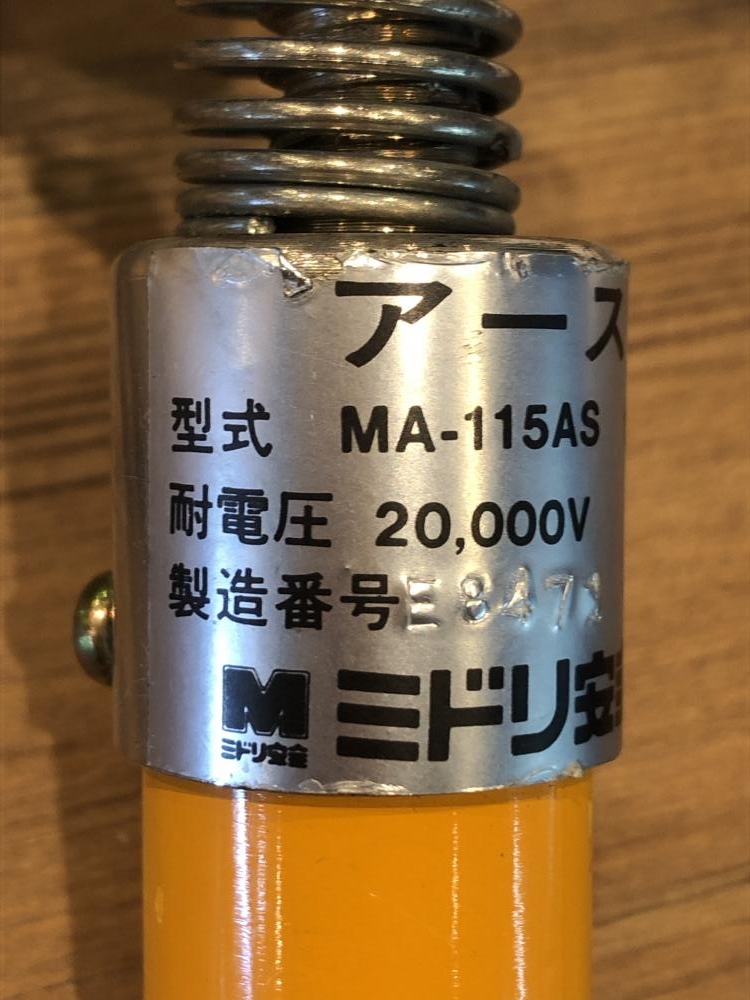 アース
型式 MA-115AS
耐電圧 20,000V
製造番号 E8471
M ミドリ安
ミドリ安全